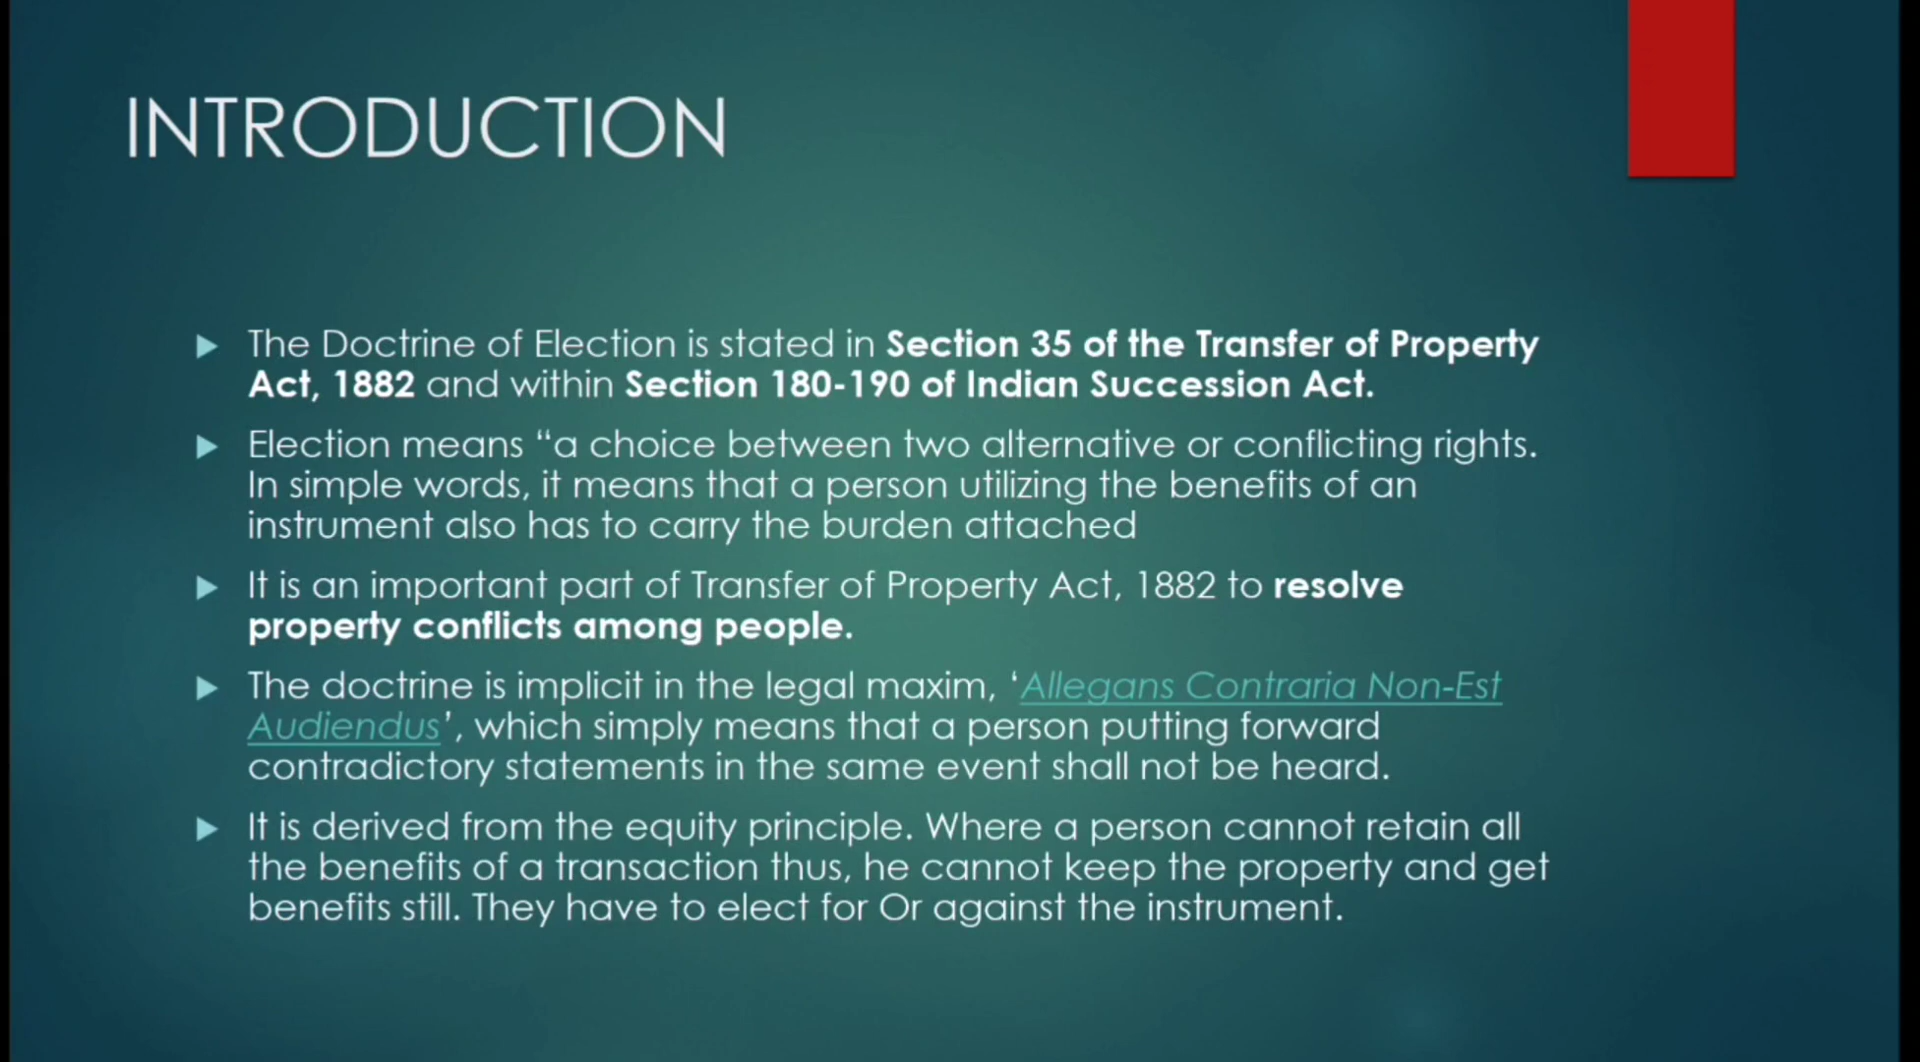 INTRODUCTION
The Doctrine of Election is stated in Section 35 of the Transfer of Property
Act, 1882 and within Section 180-190 of Indian Succession Act.
Election means “a choice between two alternative or conflicting rights.
In simple words, it means that a person utilizing the benefits of an
instrument also has to carry the burden attached
It is an important part of Transfer of Property Act, 1882 to resolve
property conflicts among people.
The doctrine is implicit in the legal maxim, ‘Allegans Contraria Non-Est
Audiendus’, which simply means that a person putting forward
contradictory statements in the same event shall not be heard.
It is derived from the equity principle. Where a person cannot retain all
the benefits of a transaction thus, he cannot keep the property and get
benefits still. They have to elect for Or against the instrument.